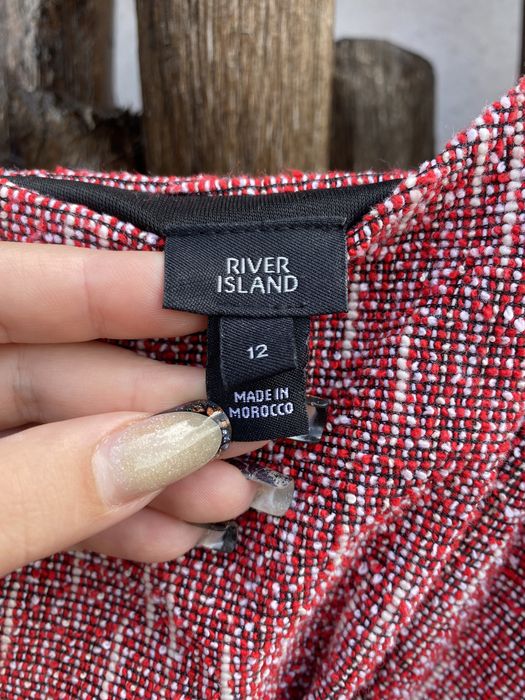 RIVER
ISLAND
12
MADE IN
MOROCCO